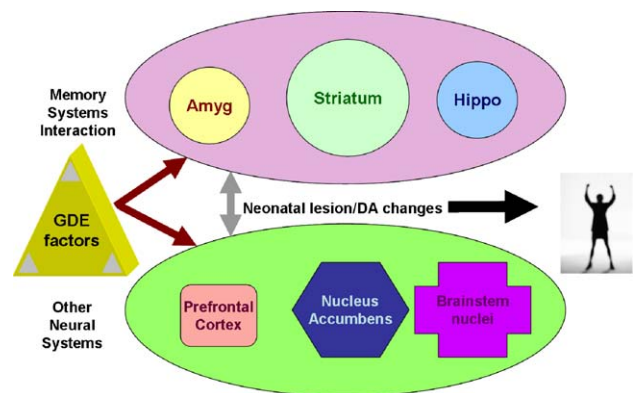 Memory
Systems
Interaction
Amyg
Striatum
Hippo
GDE
factors
Neonatal lesion/DA changes
Other
Neural
Systems
Prefrontal
Cortex
Nucleus
Accumbens
Brainstem
nuclei